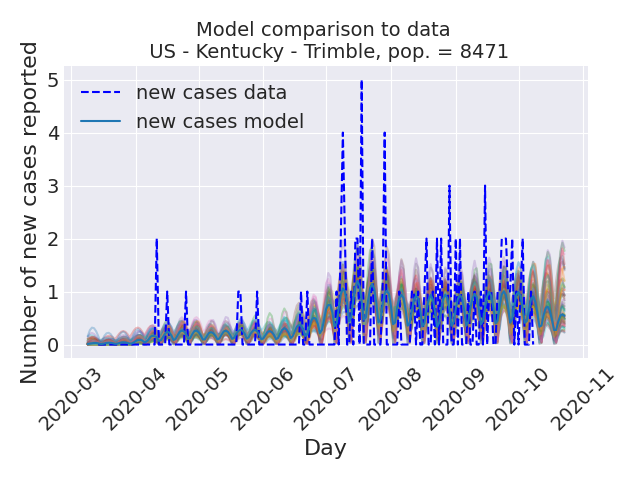 Model comparison to data
US - Kentucky - Trimble, pop. = 8471
Number of new cases reported
5
4
3
2
1
0
new cases data
new cases model
2020-03
2020-04
2020-05
2020-06
2020-07
2020-08
2020-09
2020-10
2020-11
Day